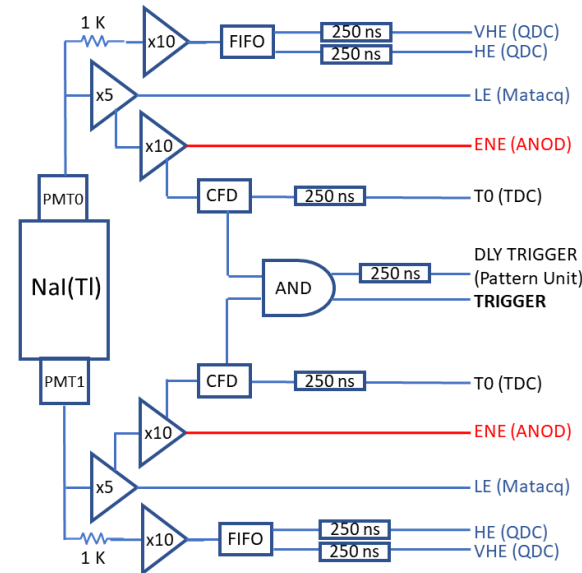 1 K
x10
FIFO
250 ns
VHE (QDC)
250 ns
HE (QDC)
x5
LE (Matacq)
x10
ENE (ANOD)
PMT0
CFD
250 ns
T0 (TDC)
NaI(Tl)
AND
250 ns
DLY TRIGGER
(Pattern Unit)
TRIGGER
PMT1
CFD
250 ns
T0 (TDC)
x10
ENE (ANOD)
x5
LE (Matacq)
1 K
x10
FIFO
250 ns
HE (QDC)
250 ns
VHE (QDC)